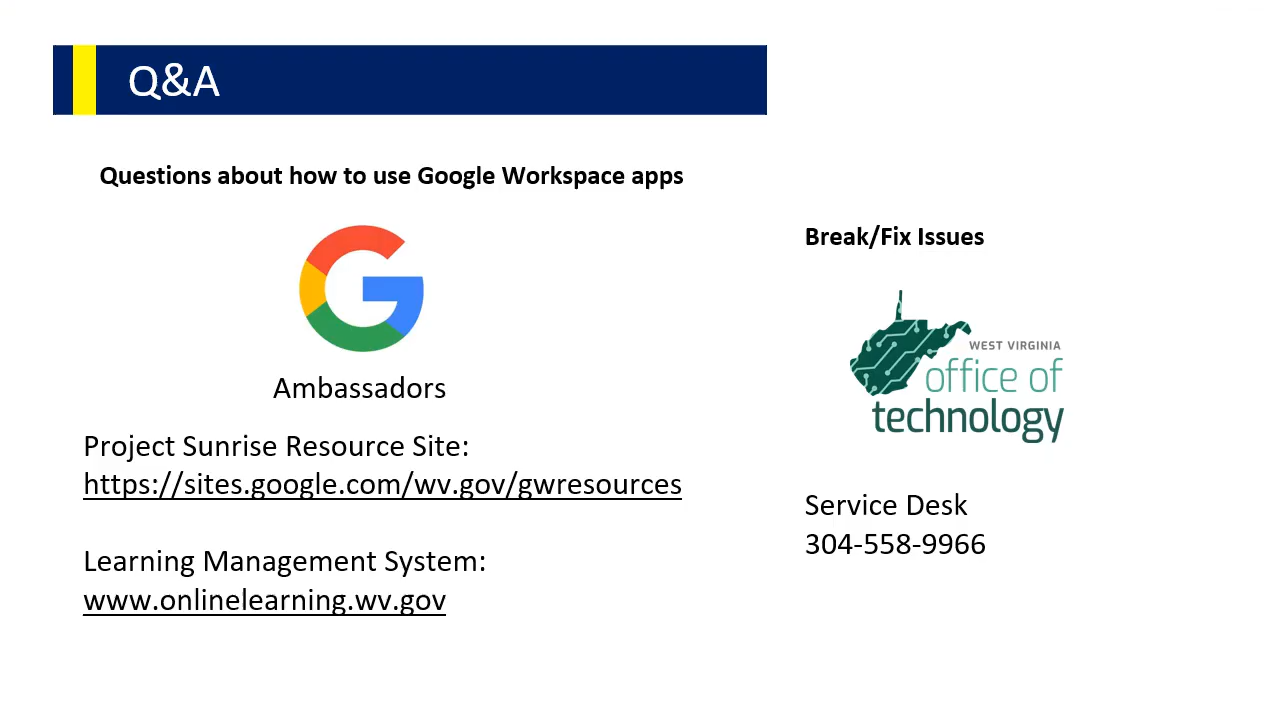 Q&A
Questions about how to use Google Workspace apps
Ambassadors
Project Sunrise Resource Site:
https://sites.google.com/wv.gov/gwresources
Learning Management System:
www.onlinelearning.wv.gov
Break/Fix Issues
WEST VIRGINIA
office of
technology
Service Desk
304-558-9966